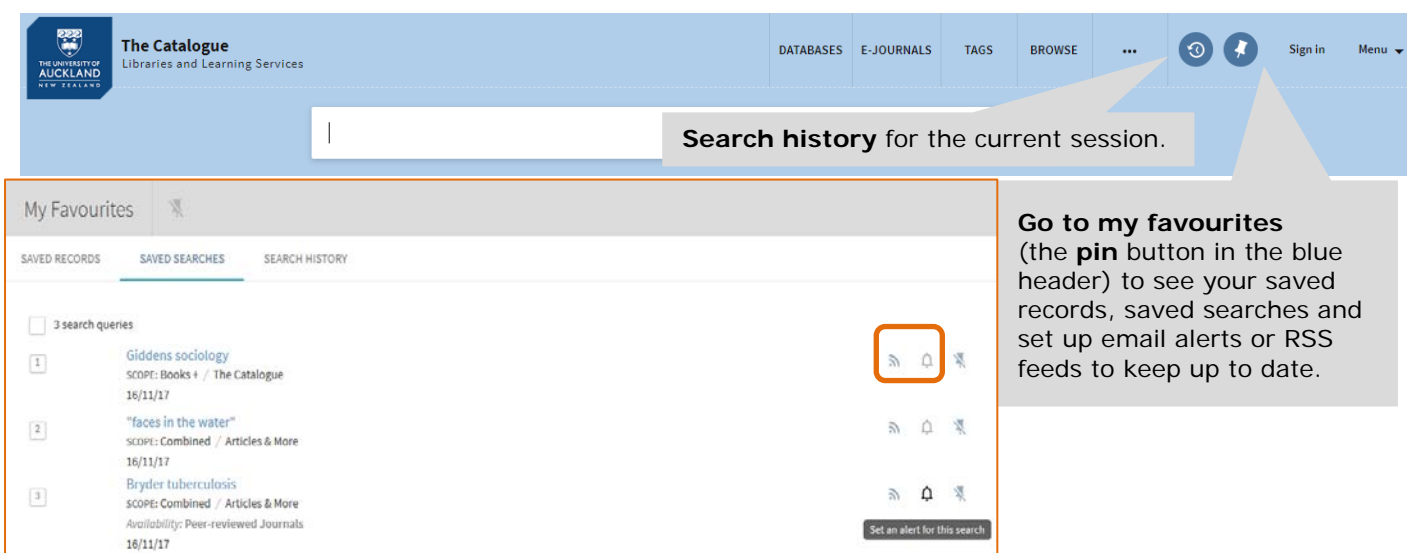 THE UNIVERSITY OF
AUCKLAND
NEW ZEALAND
The Catalogue
Libraries and Learning Services
DATABASES E-JOURNALS TAGS BROWSE ••• Sign in Menu
Search history for the current session.
My Favourites
SAVED RECORDS SAVED SEARCHES SEARCH HISTORY
3 search queries
1 Giddens sociology
SCOPE: Books + / The Catalogue
16/11/17
2 "faces in the water"
SCOPE: Combined / Articles & More
16/11/17
3 Bryder tuberculosis
SCOPE: Combined / Articles & More
Availability: Peer-reviewed Journals
16/11/17
Set an alert for this search
Go to my favourites
(the pin button in the blue
header) to see your saved
records, saved searches and
set up email alerts or RSS
feeds to keep up to date.